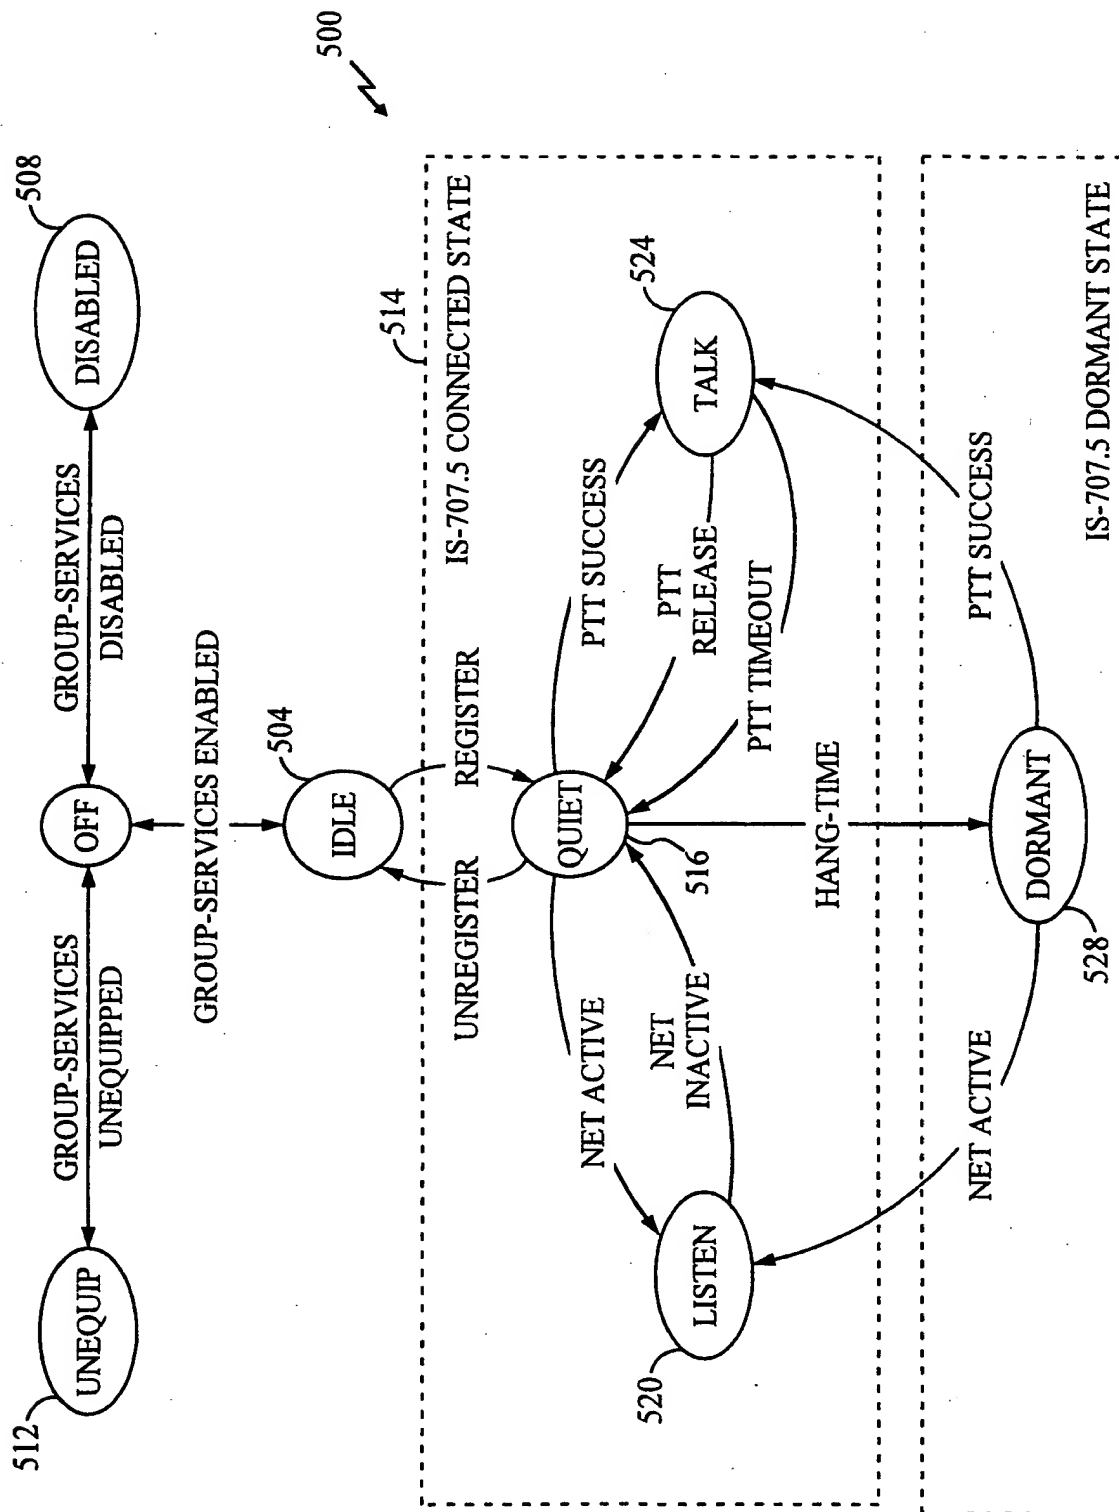 500
512
UNEQUIP
GROUP-SERVICES
UNEQUIPPED
OFF
GROUP-SERVICES
DISABLED
DISABLED
508
GROUP-SERVICES ENABLED
IDLE
504
514
UNREGISTER
REGISTER
IS-707.5 CONNECTED STATE
QUIET
516
NET ACTIVE
PTT SUCCESS
NET
INACTIVE
PTT
RELEASE
520
LISTEN
TALK
524
PTT TIMEOUT
HANG-TIME
NET ACTIVE
PTT SUCCESS
DORMANT
528
IS-707.5 DORMANT STATE